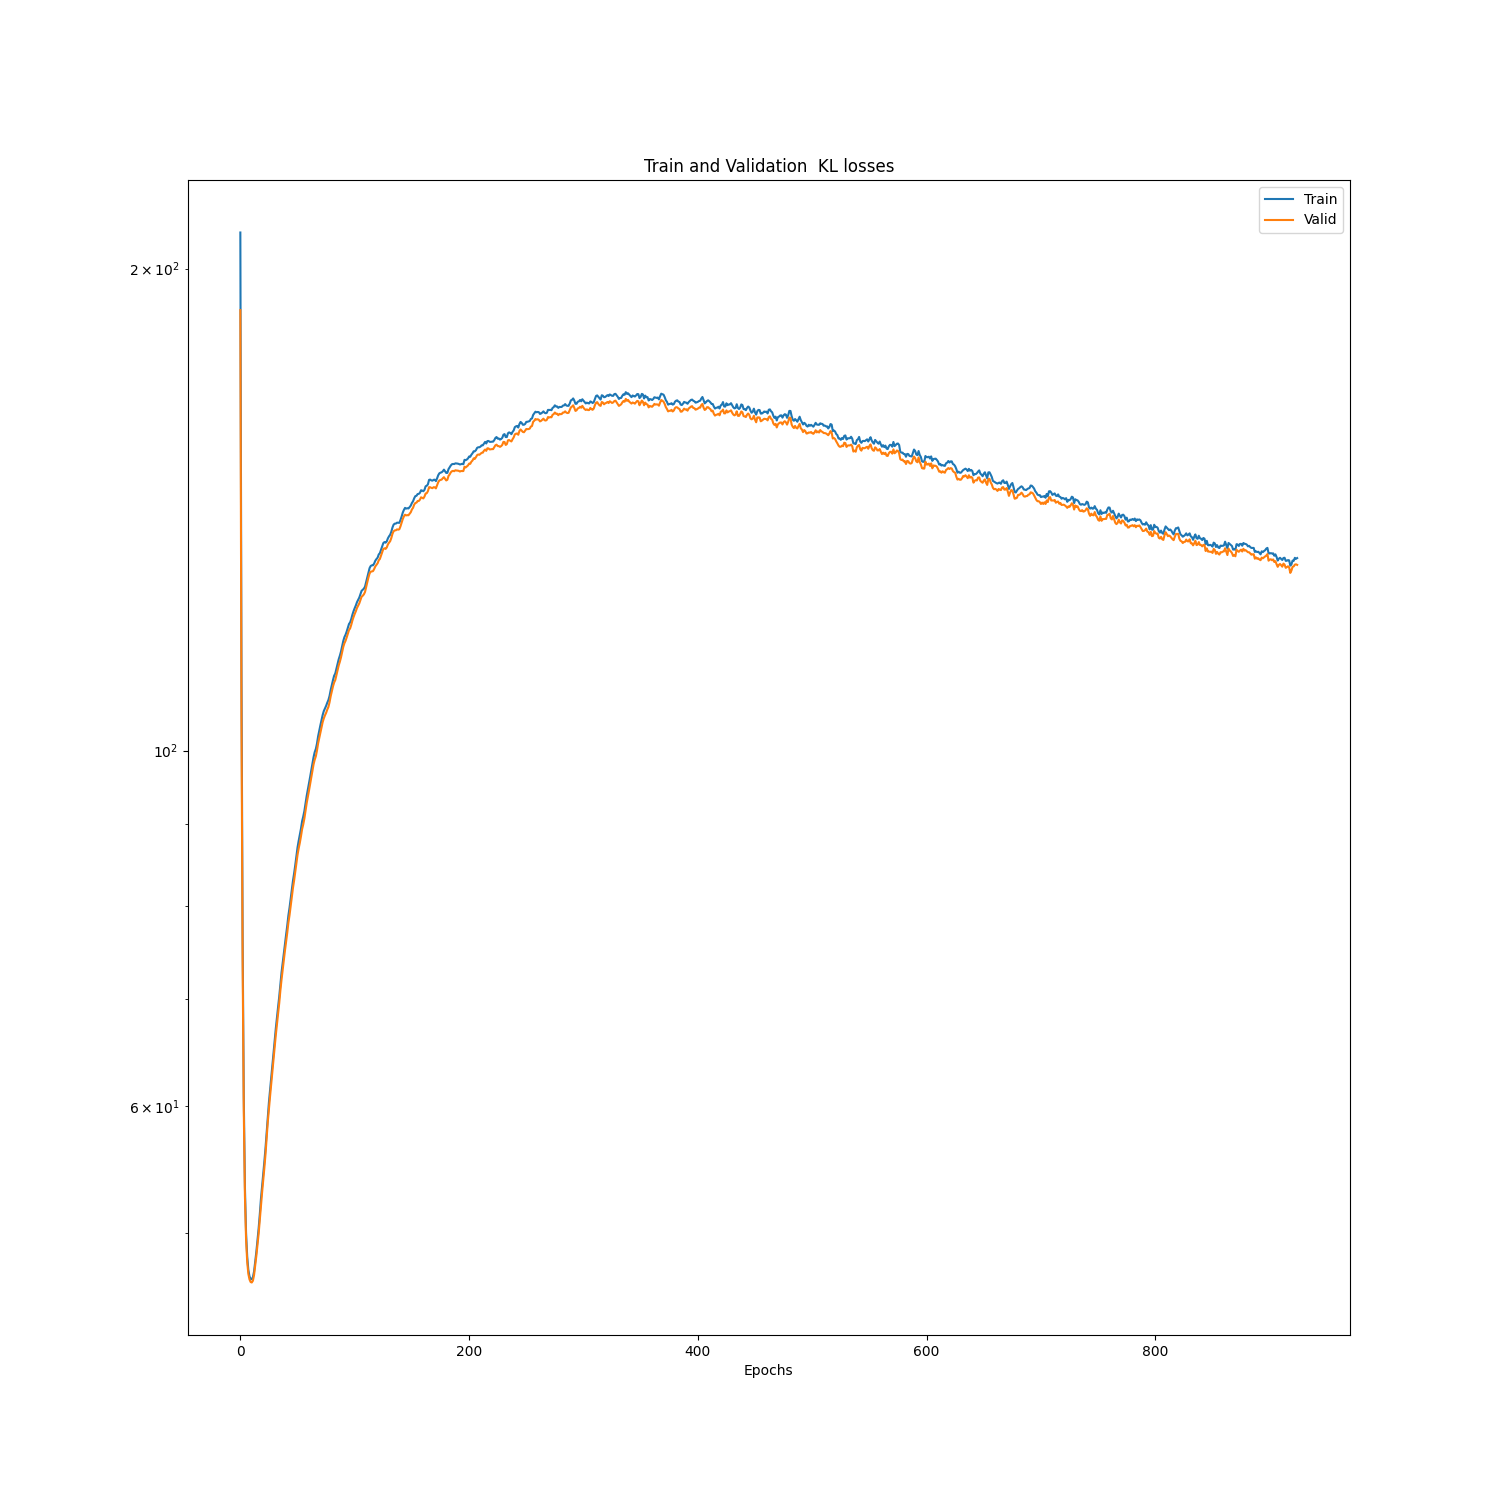 Train and Validation  KL losses
Train
Valid
2 × 10²
10²
6 × 10¹
0 200 400 600 800
Epochs